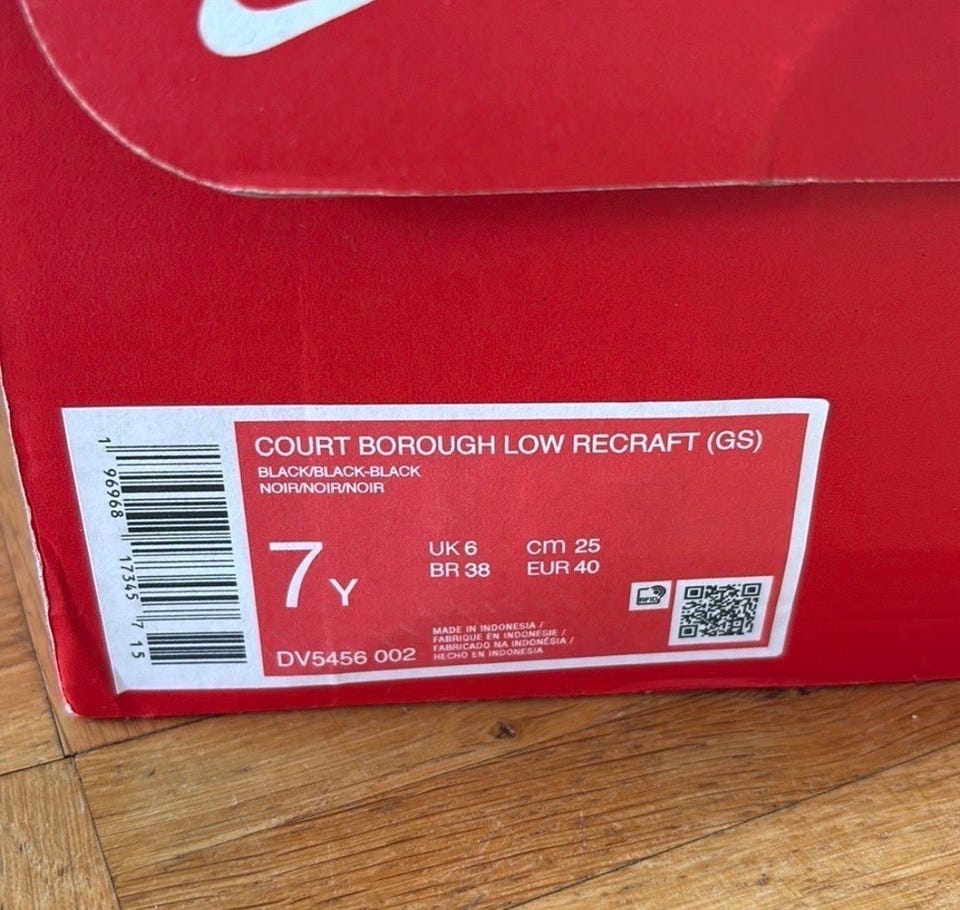 COURT BOROUGH LOW RECRAFT (GS)
BLACK/BLACK-BLACK
NOIR/NOIR/NOIR
7Y
UK 6 cm 25
BR 38 EUR 40
DV5456 002
MADE IN INDONESIA /
FABRIQUE EN INDONESIE /
FABRICADO NA INDONÉSIA /
HECHO EN INDONESIA
RFID
1 96968 17345 7 15